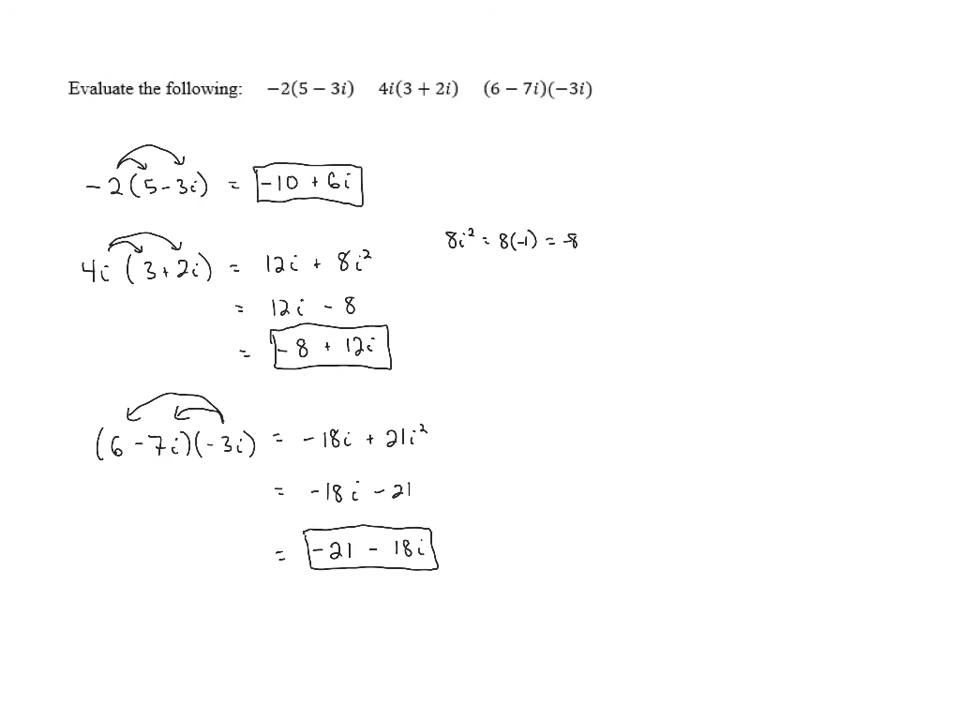 Evaluate the following: −2(5 − 3i) 4i(3 + 2i) (6 − 7i)(−3i)
-2(5-3i) = -10 + 6i
8i² = 8(-1) = -8
4i(3+2i) = 12i + 8i²
= 12i - 8
= -8 + 12i
(6-7i)(-3i) = -18i + 21i²
= -18i - 21
= -21 - 18i